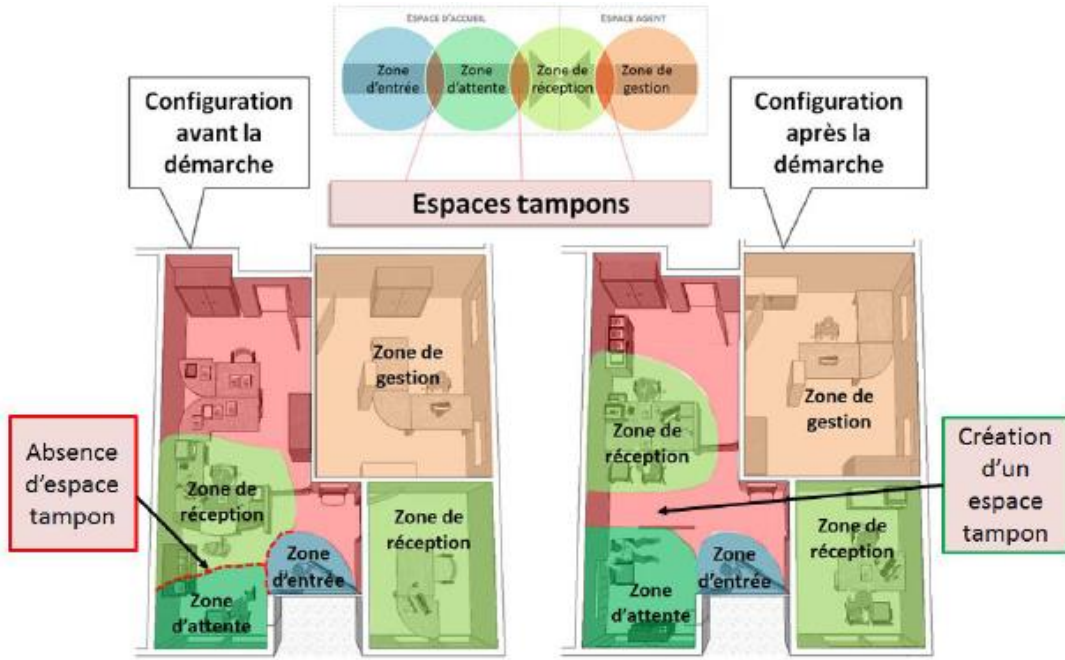 ESPACE D'ACCUEIL
ESPACE AGENT
Zone
d'entrée
Zone
d'attente
Zone de
réception
Zone de
gestion
Configuration
avant la
démarche
Configuration
après la
démarche
Espaces tampons
Zone de
gestion
Absence
d'espace
tampon
Zone de
réception
Zone de
réception
Zone
d'entrée
Zone
d'attente
Zone de
gestion
Zone de
réception
Création
d'un
espace
tampon
Zone de
réception
Zone
d'entrée
Zone
d'attente